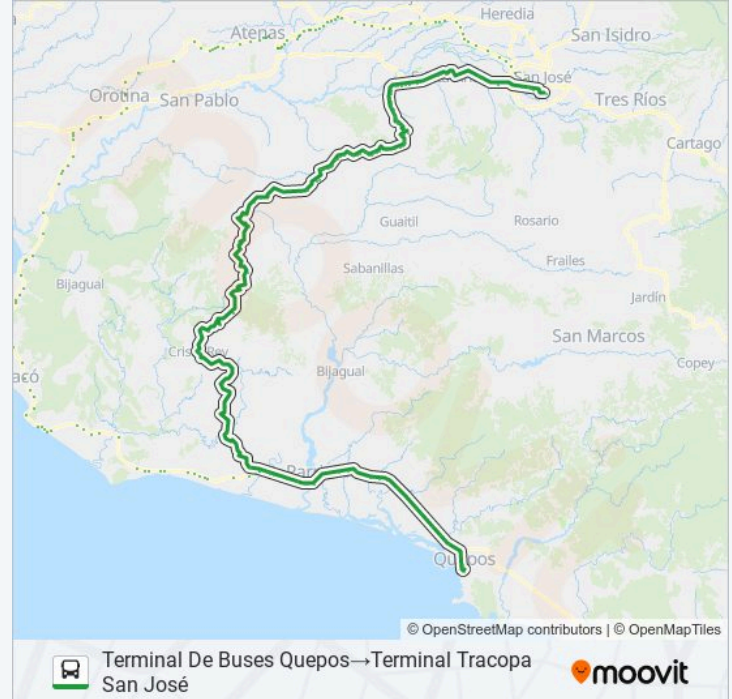 Heredia
Atenas
San Isidro
San José
Orotina
San Pablo
Tres Ríos
Cartago
Guaitil
Rosario
Frailes
Sabanillas
Bijagual
Jardín
San Marcos
Copey
Bijagual
acó
Quepos
© OpenStreetMap contributors | © OpenMapTiles
Terminal De Buses Quepos→Terminal Tracopa
San José
moovit